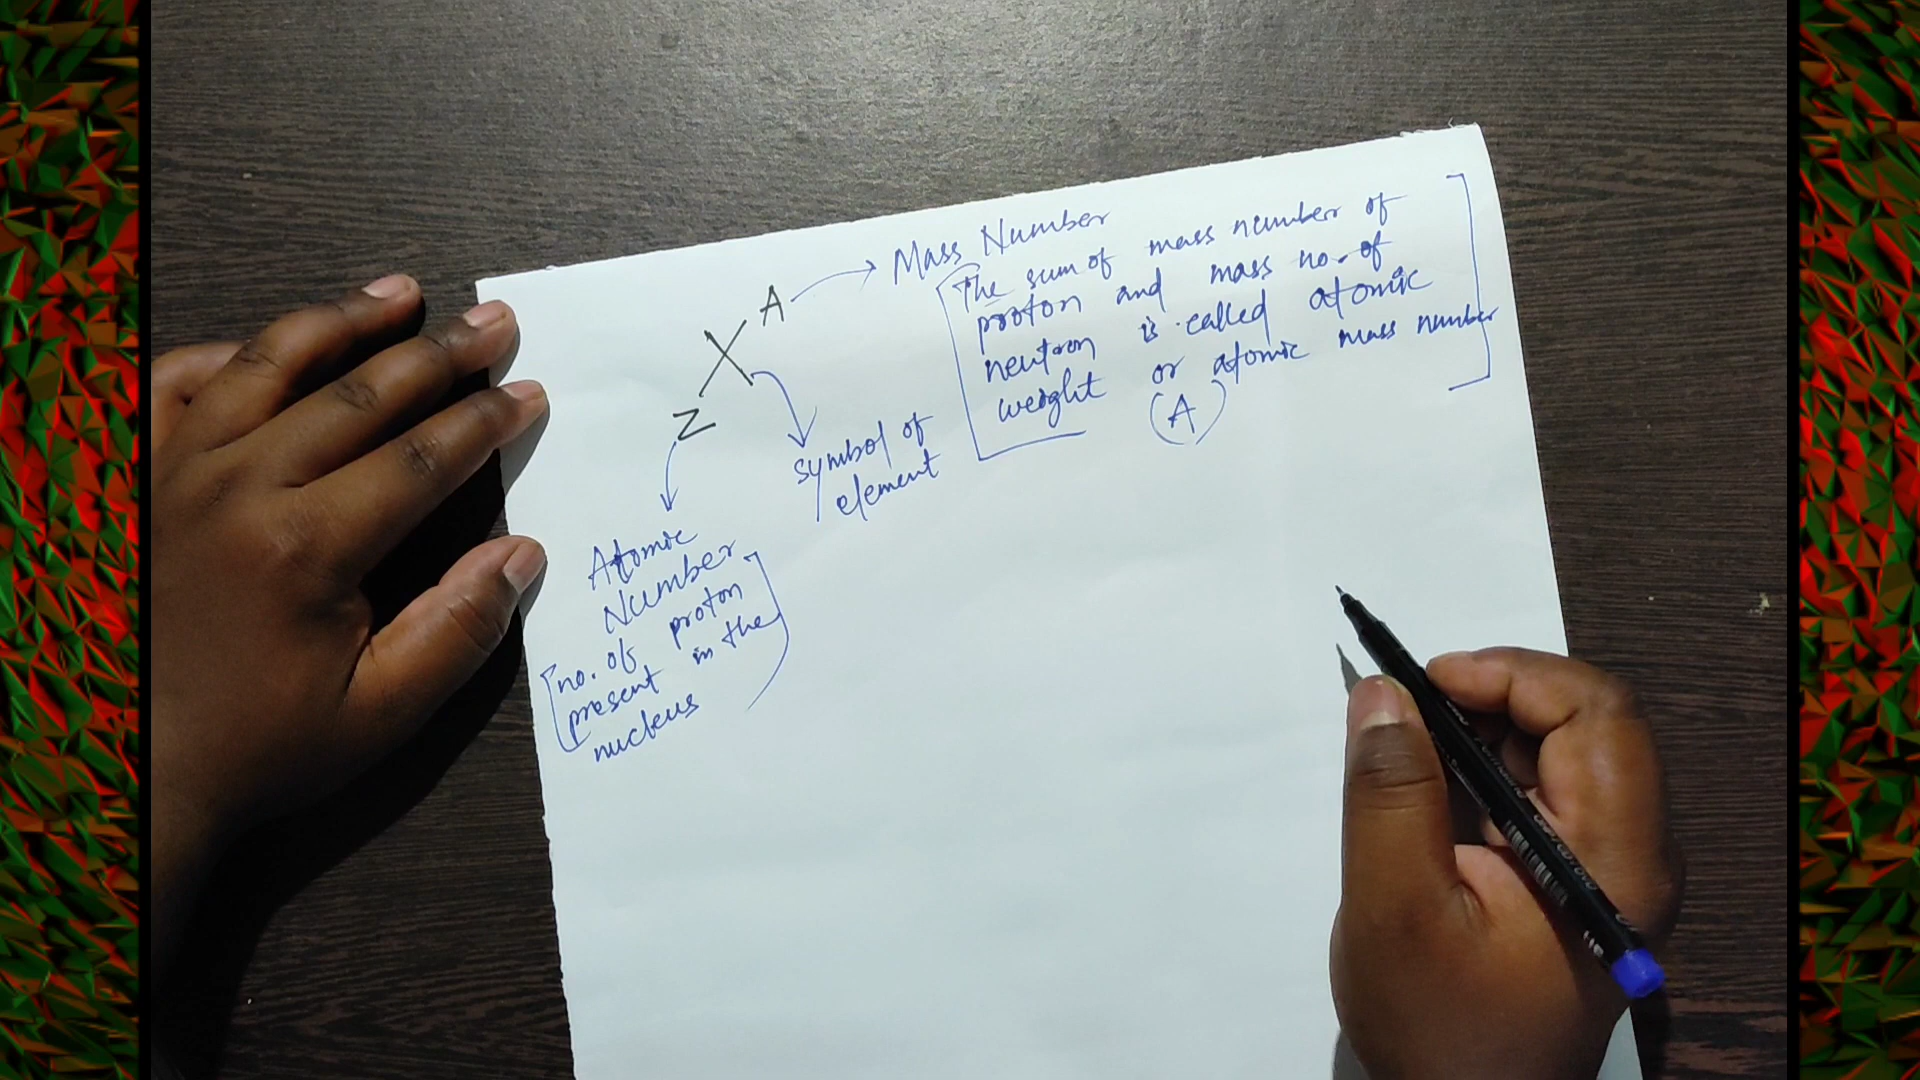 A → Mass Number
The sum of mass number of
proton and mass no. of
neutron is called atomic
weight or atomic mass number
(A)
X
Z
symbol of
element
Atomic
Number
no. of proton
present in the
nucleus